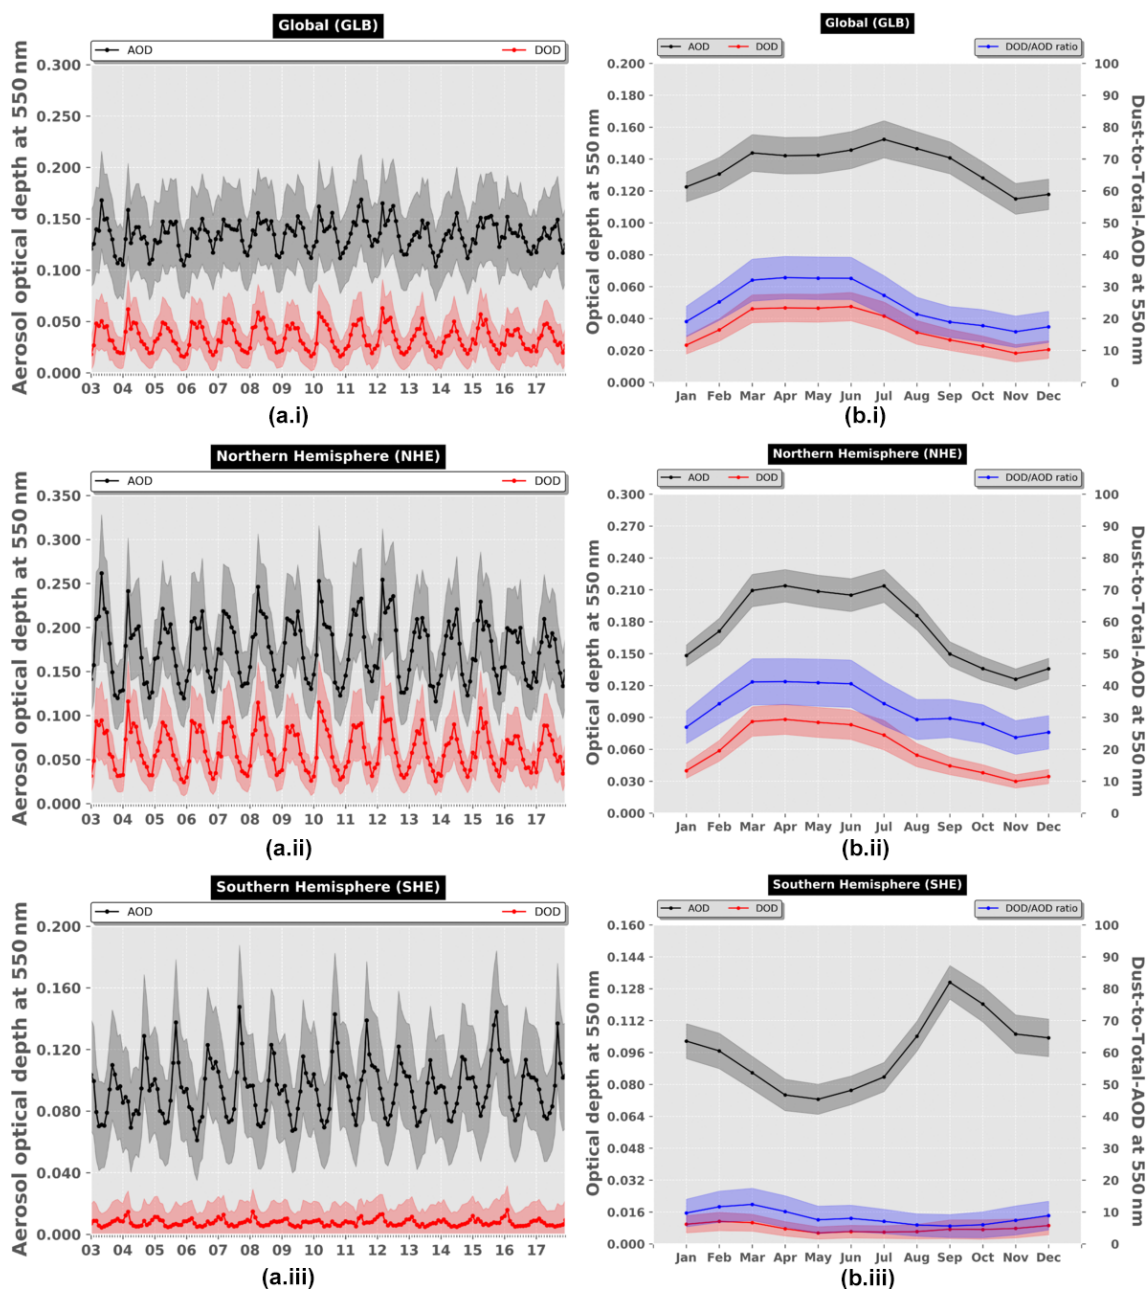 Global (GLB)
AOD
DOD
Aerosol optical depth at 550 nm
0.300
0.250
0.200
0.150
0.100
0.050
0.000
03 04 05 06 07 08 09 10 11 12 13 14 15 16 17
(a.i)
Global (GLB)
AOD
DOD
DOD/AOD ratio
Optical depth at 550 nm
0.200
0.180
0.160
0.140
0.120
0.100
0.080
0.060
0.040
0.020
0.000
100
90
80
70
60
50
40
30
20
10
0
Dust-to-Total-AOD at 550 nm
Jan Feb Mar Apr May Jun Jul Aug Sep Oct Nov Dec
(b.i)
Northern Hemisphere (NHE)
AOD
DOD
Aerosol optical depth at 550 nm
0.350
0.300
0.250
0.200
0.150
0.100
0.050
0.000
03 04 05 06 07 08 09 10 11 12 13 14 15 16 17
(a.ii)
Northern Hemisphere (NHE)
AOD
DOD
DOD/AOD ratio
Optical depth at 550 nm
0.300
0.270
0.240
0.210
0.180
0.150
0.120
0.090
0.060
0.030
0.000
100
90
80
70
60
50
40
30
20
10
0
Dust-to-Total-AOD at 550 nm
Jan Feb Mar Apr May Jun Jul Aug Sep Oct Nov Dec
(b.ii)
Southern Hemisphere (SHE)
AOD
DOD
Aerosol optical depth at 550 nm
0.200
0.160
0.120
0.080
0.040
0.000
03 04 05 06 07 08 09 10 11 12 13 14 15 16 17
(a.iii)
Southern Hemisphere (SHE)
AOD
DOD
DOD/AOD ratio
Optical depth at 550 nm
0.160
0.144
0.128
0.112
0.096
0.080
0.064
0.048
0.032
0.016
0.000
100
90
80
70
60
50
40
30
20
10
0
Dust-to-Total-AOD at 550 nm
Jan Feb Mar Apr May Jun Jul Aug Sep Oct Nov Dec
(b.iii)